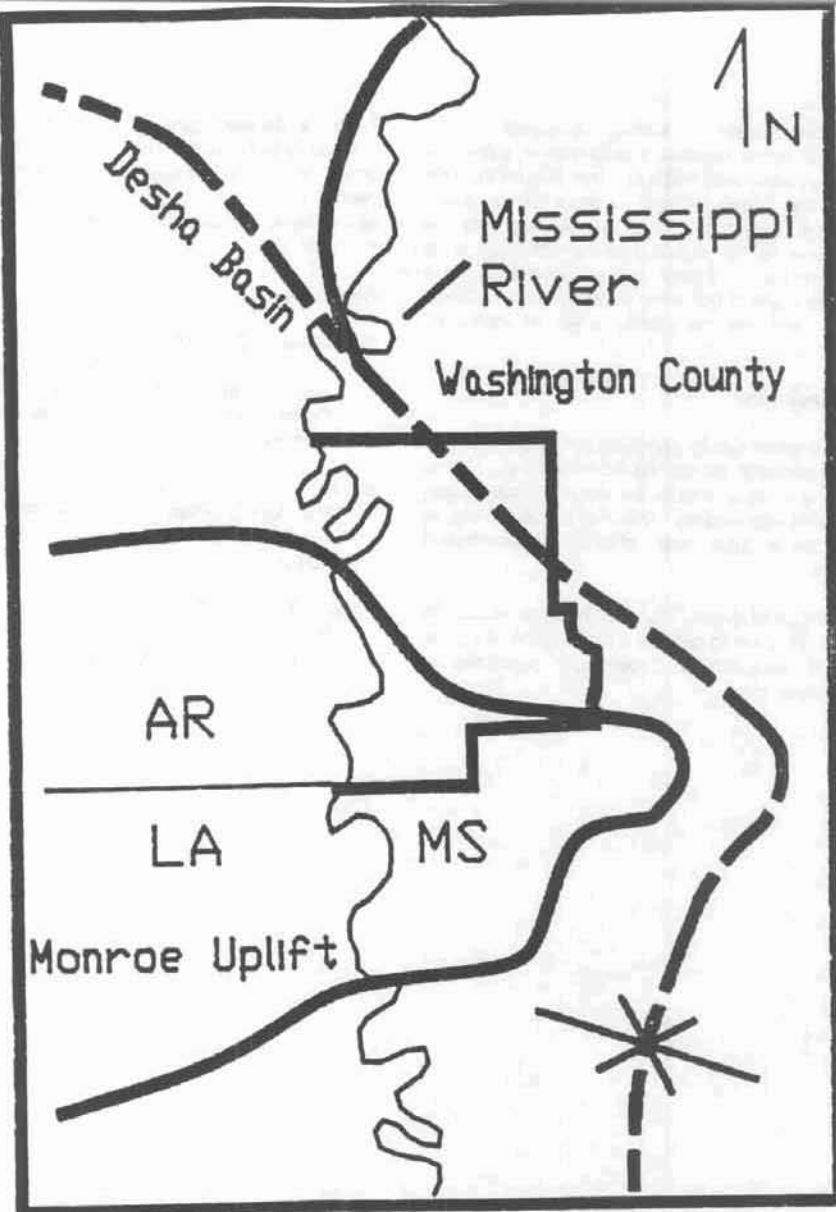 N
Desha Basin
Mississippi
River
Washington County
AR
LA
MS
Monroe Uplift